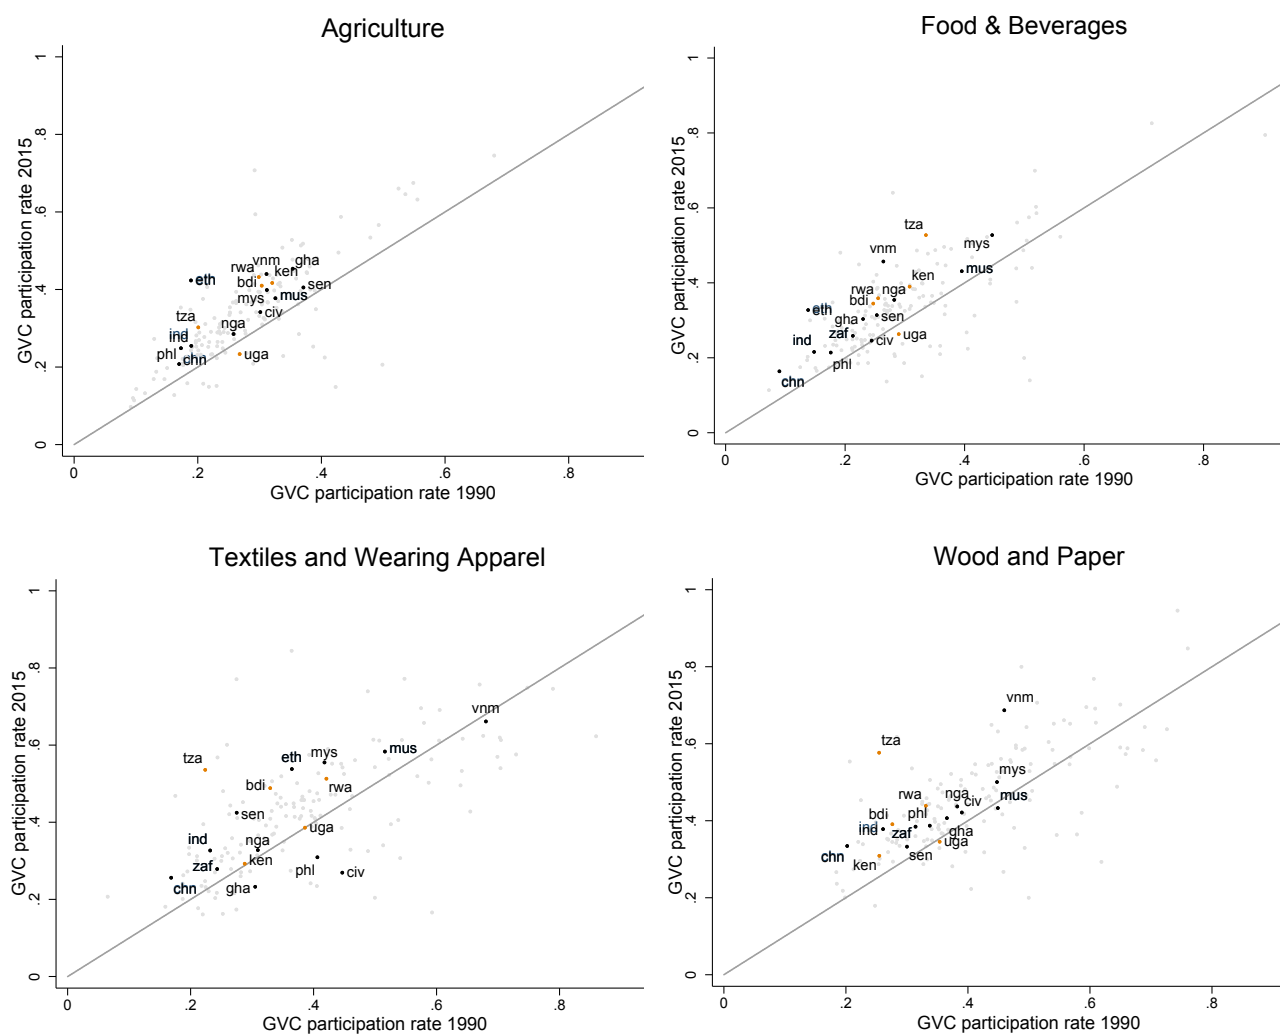 Agriculture
GVC participation rate 2015
1
.8
.6
.4
.2
0
eth
tza
ind
ind
phl
chn
rwa
vnm
gha
ken
bdi
mys
mus
sen
civ
nga
uga
0
.2
.4
.6
.8
GVC participation rate 1990
Food & Beverages
GVC participation rate 2015
1
.8
.6
.4
.2
0
tza
vnm
mys
mus
ken
rwa
nga
bdi
eth
eth
gha
sen
zaf
civ
uga
ind
phl
chn
0
.2
.4
.6
.8
GVC participation rate 1990
Textiles and Wearing Apparel
GVC participation rate 2015
1
.8
.6
.4
.2
0
vnm
tza
eth
mys
mus
bdi
rwa
sen
uga
ind
nga
zaf
ken
phl
civ
chn
gha
0
.2
.4
.6
.8
GVC participation rate 1990
Wood and Paper
GVC participation rate 2015
1
.8
.6
.4
.2
0
vnm
tza
mys
mus
rwa
nga
civ
bdi
phl
ind
ind
zaf
gha
uga
chn
sen
ken
0
.2
.4
.6
.8
GVC participation rate 1990